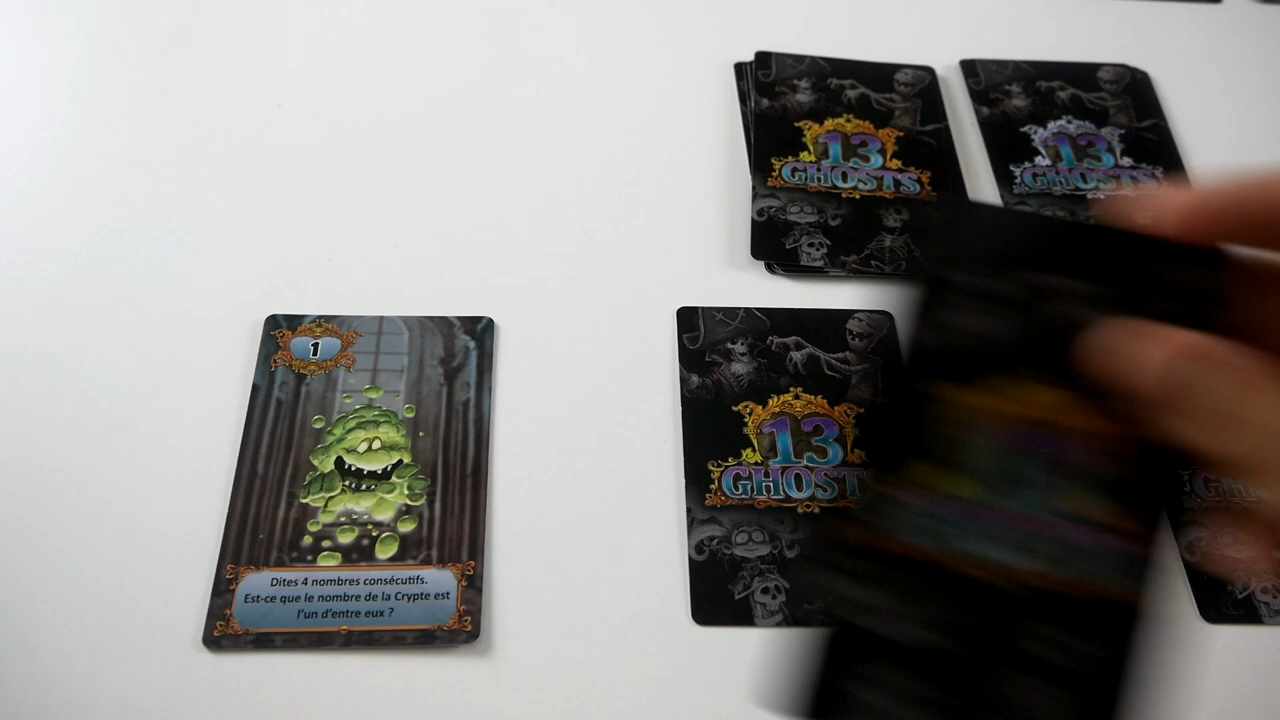 13
GHOSTS
13
GHOSTS
1
13
GHOST
Dites 4 nombres consécutifs.
Est-ce que le nombre de la Crypte est
l'un d'entre eux ?